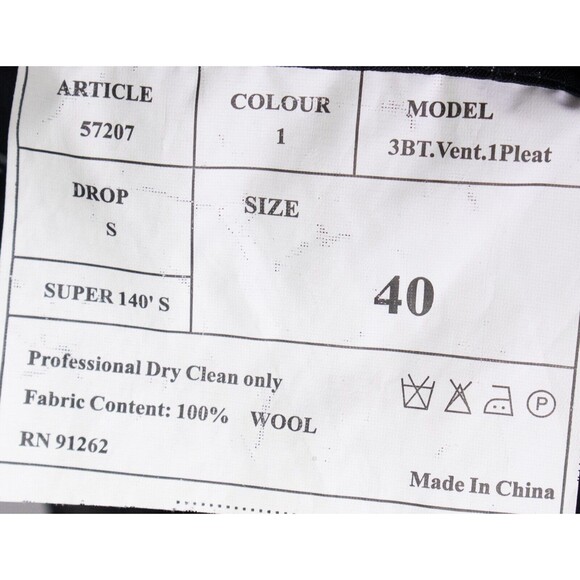 ARTICLE
57207
COLOUR
1
MODEL
3BT.Vent.1Pleat
DROP
S
SIZE
40
SUPER 140' S
Professional Dry Clean only
Fabric Content: 100% WOOL
RN 91262
P
Made In China